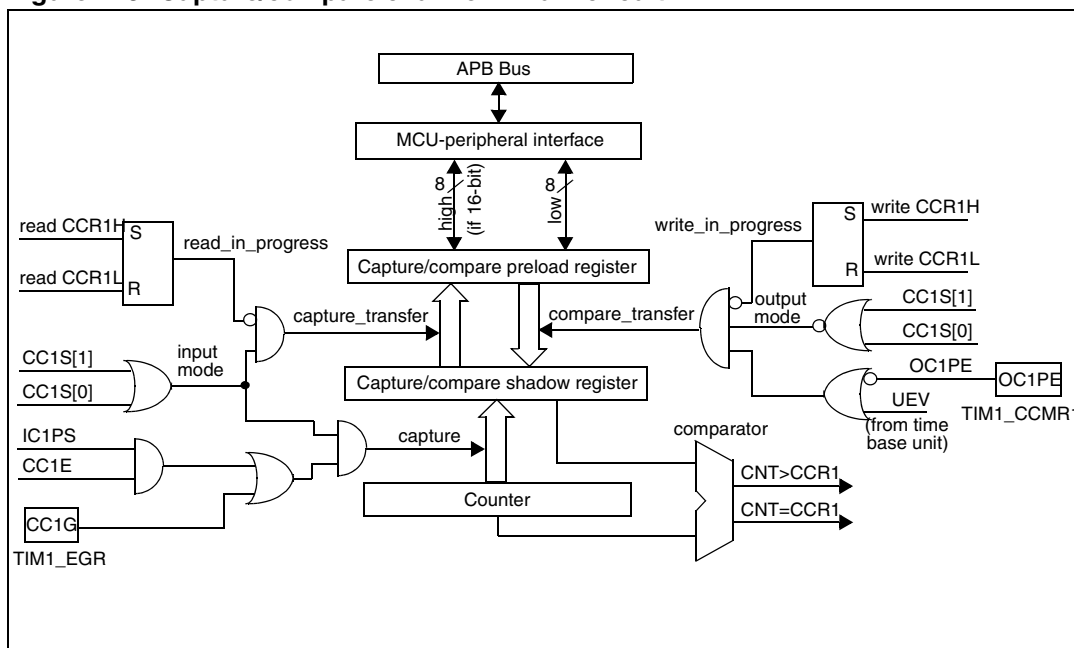 APB Bus
MCU-peripheral interface
8
high
(if 16-bit)
8
low
read CCR1H
S
read_in_progress
read CCR1L
R
write_in_progress
S
write CCR1H
R
write CCR1L
Capture/compare preload register
capture_transfer
compare_transfer
output
mode
CC1S[1]
CC1S[0]
CC1S[1]
CC1S[0]
input
mode
Capture/compare shadow register
OC1PE
OC1PE
UEV
(from time
base unit)
TIM1_CCMR1
IC1PS
CC1E
capture
comparator
CNT>CCR1
CNT=CCR1
Counter
CC1G
TIM1_EGR